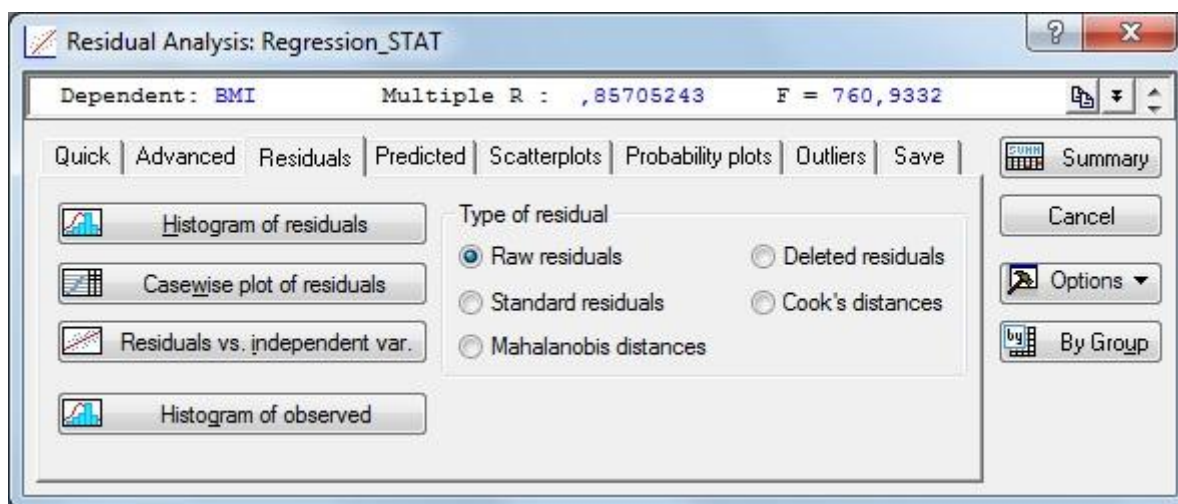 Residual Analysis: Regression_STAT
Dependent: BMI Multiple R : ,85705243 F = 760,9332
Quick Advanced Residuals Predicted Scatterplots Probability plots Outliers Save
Histogram of residuals
Casewise plot of residuals
Residuals vs. independent var.
Histogram of observed
Type of residual
Raw residuals
Deleted residuals
Standard residuals
Cook's distances
Mahalanobis distances
Summary
Cancel
Options
By Group